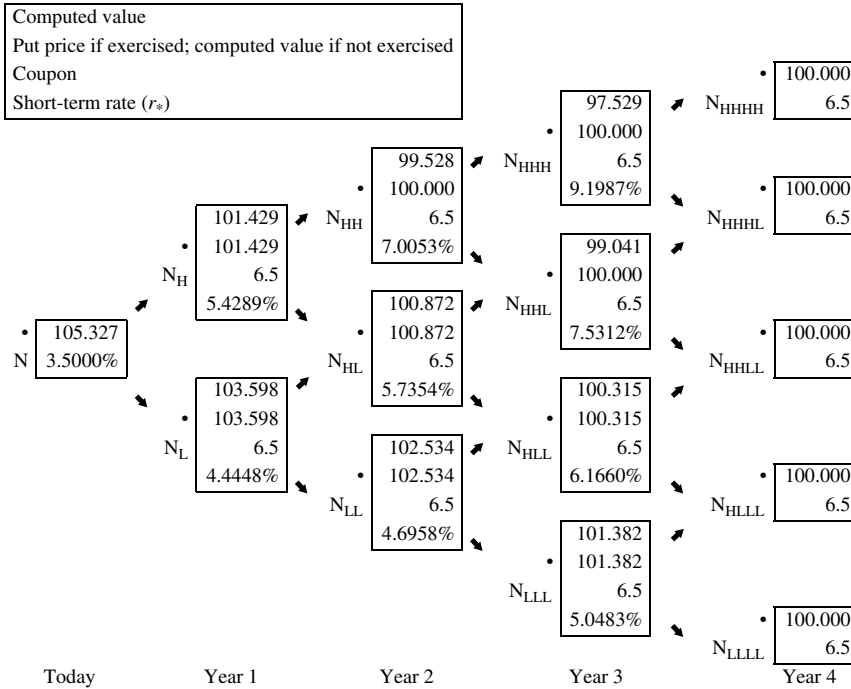 Computed value
Put price if exercised; computed value if not exercised
Coupon
Short-term rate (r*)
• 105.327
N 3.5000%
101.429
• 101.429
N_H 6.5
5.4289%
103.598
• 103.598
N_L 6.5
4.4448%
99.528
• 100.000
N_HH 6.5
7.0053%
100.872
• 100.872
N_HL 6.5
5.7354%
102.534
• 102.534
N_LL 6.5
4.6958%
97.529
• 100.000
N_HHH 6.5
9.1987%
99.041
• 100.000
N_HHL 6.5
7.5312%
100.315
• 100.315
N_HLL 6.5
6.1660%
101.382
• 101.382
N_LLL 6.5
5.0483%
• 100.000
N_HHHH 6.5
• 100.000
N_HHHL 6.5
• 100.000
N_HHLL 6.5
• 100.000
N_HLLL 6.5
• 100.000
N_LLLL 6.5
Today Year 1 Year 2 Year 3 Year 4